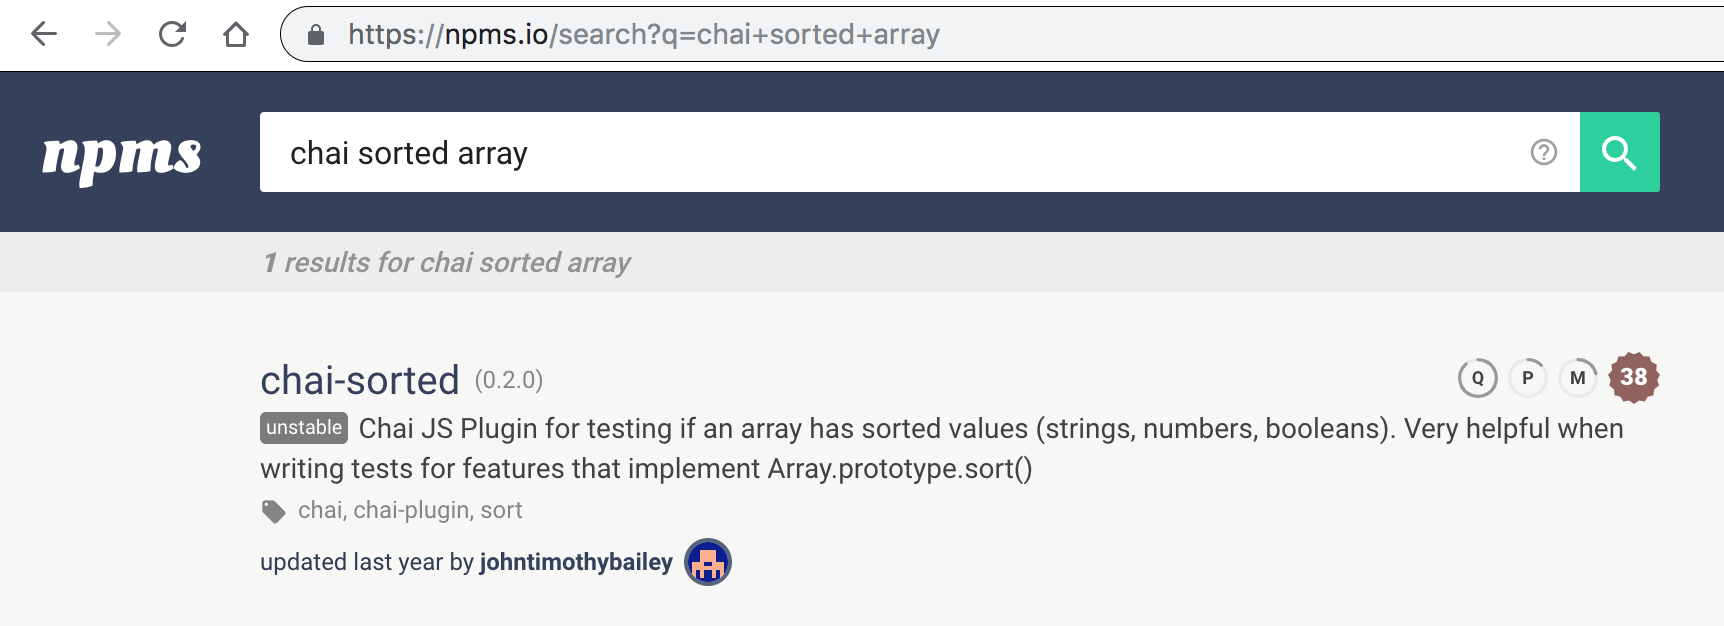 https://npms.io/search?q=chai+sorted+array
npms
chai sorted array
?
1 results for chai sorted array
chai-sorted (0.2.0)
Q P M 38
unstable Chai JS Plugin for testing if an array has sorted values (strings, numbers, booleans). Very helpful when
writing tests for features that implement Array.prototype.sort()
chai, chai-plugin, sort
updated last year by johntimothybailey